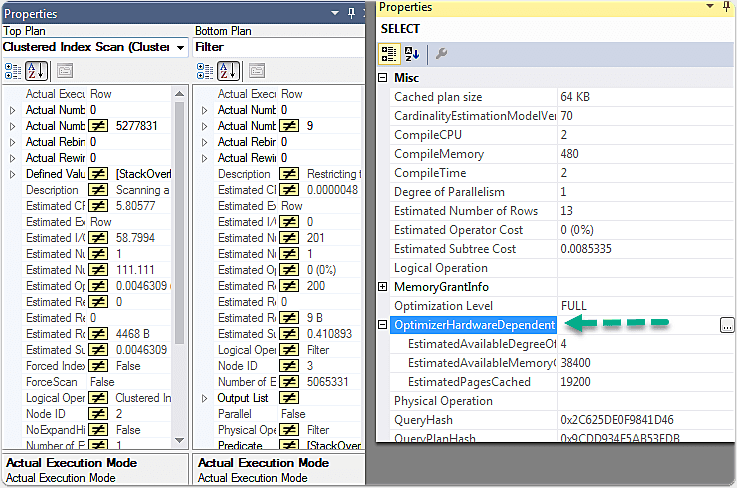 Properties
Top Plan
Bottom Plan
Clustered Index Scan (Cluster
Filter
Actual Execu Row
Actual Numb 0
Actual Numb 5277831
Actual Rebin 0
Actual Rewin 0
Defined Value [StackOverf
Description Scanning a
Estimated CP 5.80577
Estimated Ex Row
Estimated I/O 58.7994
Estimated Nu 1
Estimated Nu 111.111
Estimated Op 0.0046309 (
Estimated Re 0
Estimated Re 0
Estimated Ro 4468 B
Estimated Su 0.0046309
Forced Index False
ForceScan False
Logical Oper Clustered In
Node ID 2
NoExpandHi False
Number of E 1
Actual Execution Mode
Actual Execution Mode
Actual Execu Row
Actual Numb 0
Actual Numb 9
Actual Rebin 0
Actual Rewin 0
Description Restricting t
Estimated CP 0.0000048
Estimated Ex Row
Estimated I/O 0
Estimated Nu 201
Estimated Nu 1
Estimated Op 0 (0%)
Estimated Re 200
Estimated Re 0
Estimated Ro 9 B
Estimated Su 0.410893
Logical Oper Filter
Node ID 3
Number of E 5065331
Output List
Parallel False
Physical Oper Filter
Predicate [StackOver
Actual Execution Mode
Actual Execution Mode
Properties
SELECT
Misc
Cached plan size 64 KB
CardinalityEstimationModelVer 70
CompileCPU 2
CompileMemory 480
CompileTime 2
Degree of Parallelism 1
Estimated Number of Rows 13
Estimated Operator Cost 0 (0%)
Estimated Subtree Cost 0.0085335
Logical Operation
MemoryGrantInfo
Optimization Level FULL
OptimizerHardwareDependent
EstimatedAvailableDegreeOf 4
EstimatedAvailableMemoryG 38400
EstimatedPagesCached 19200
Physical Operation
QueryHash 0x2C625DE0F9841D46
QueryPlanHash 0x9CDD934F5AB53FDB